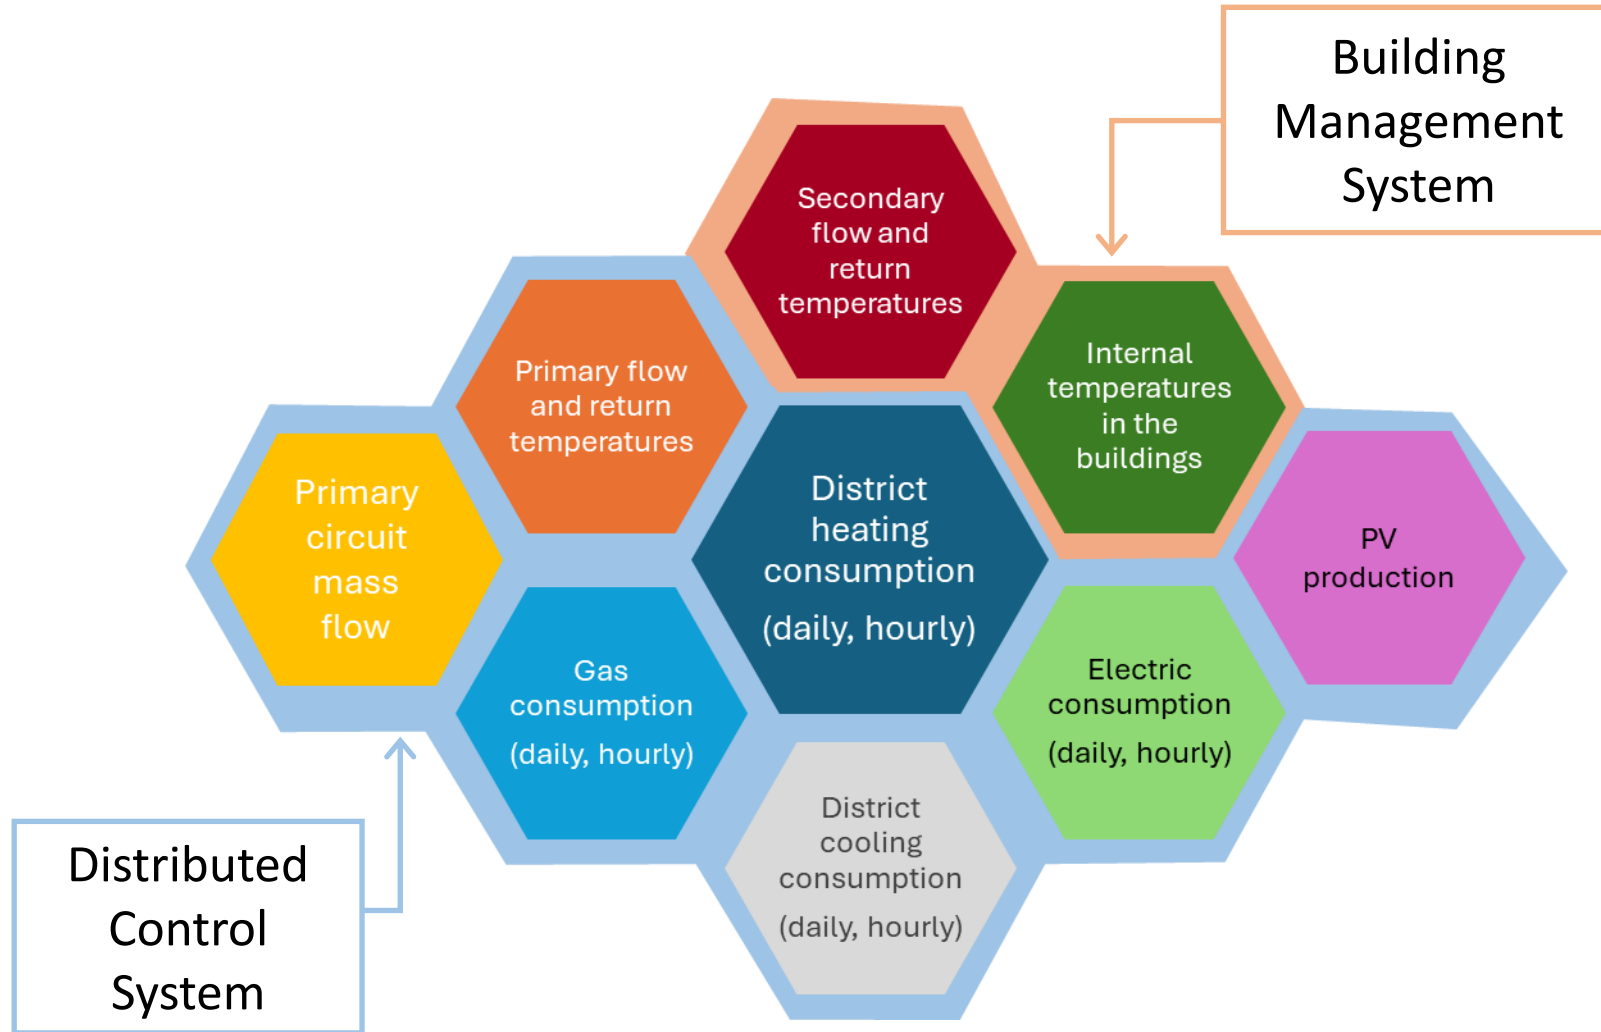 Building
Management
System
Secondary
flow and
return
temperatures
Primary flow
and return
temperatures
Internal
temperatures
in the
buildings
Primary
circuit
mass
flow
District
heating
consumption
(daily, hourly)
PV
production
Gas
consumption
(daily, hourly)
Electric
consumption
(daily, hourly)
District
cooling
consumption
(daily, hourly)
Distributed
Control
System